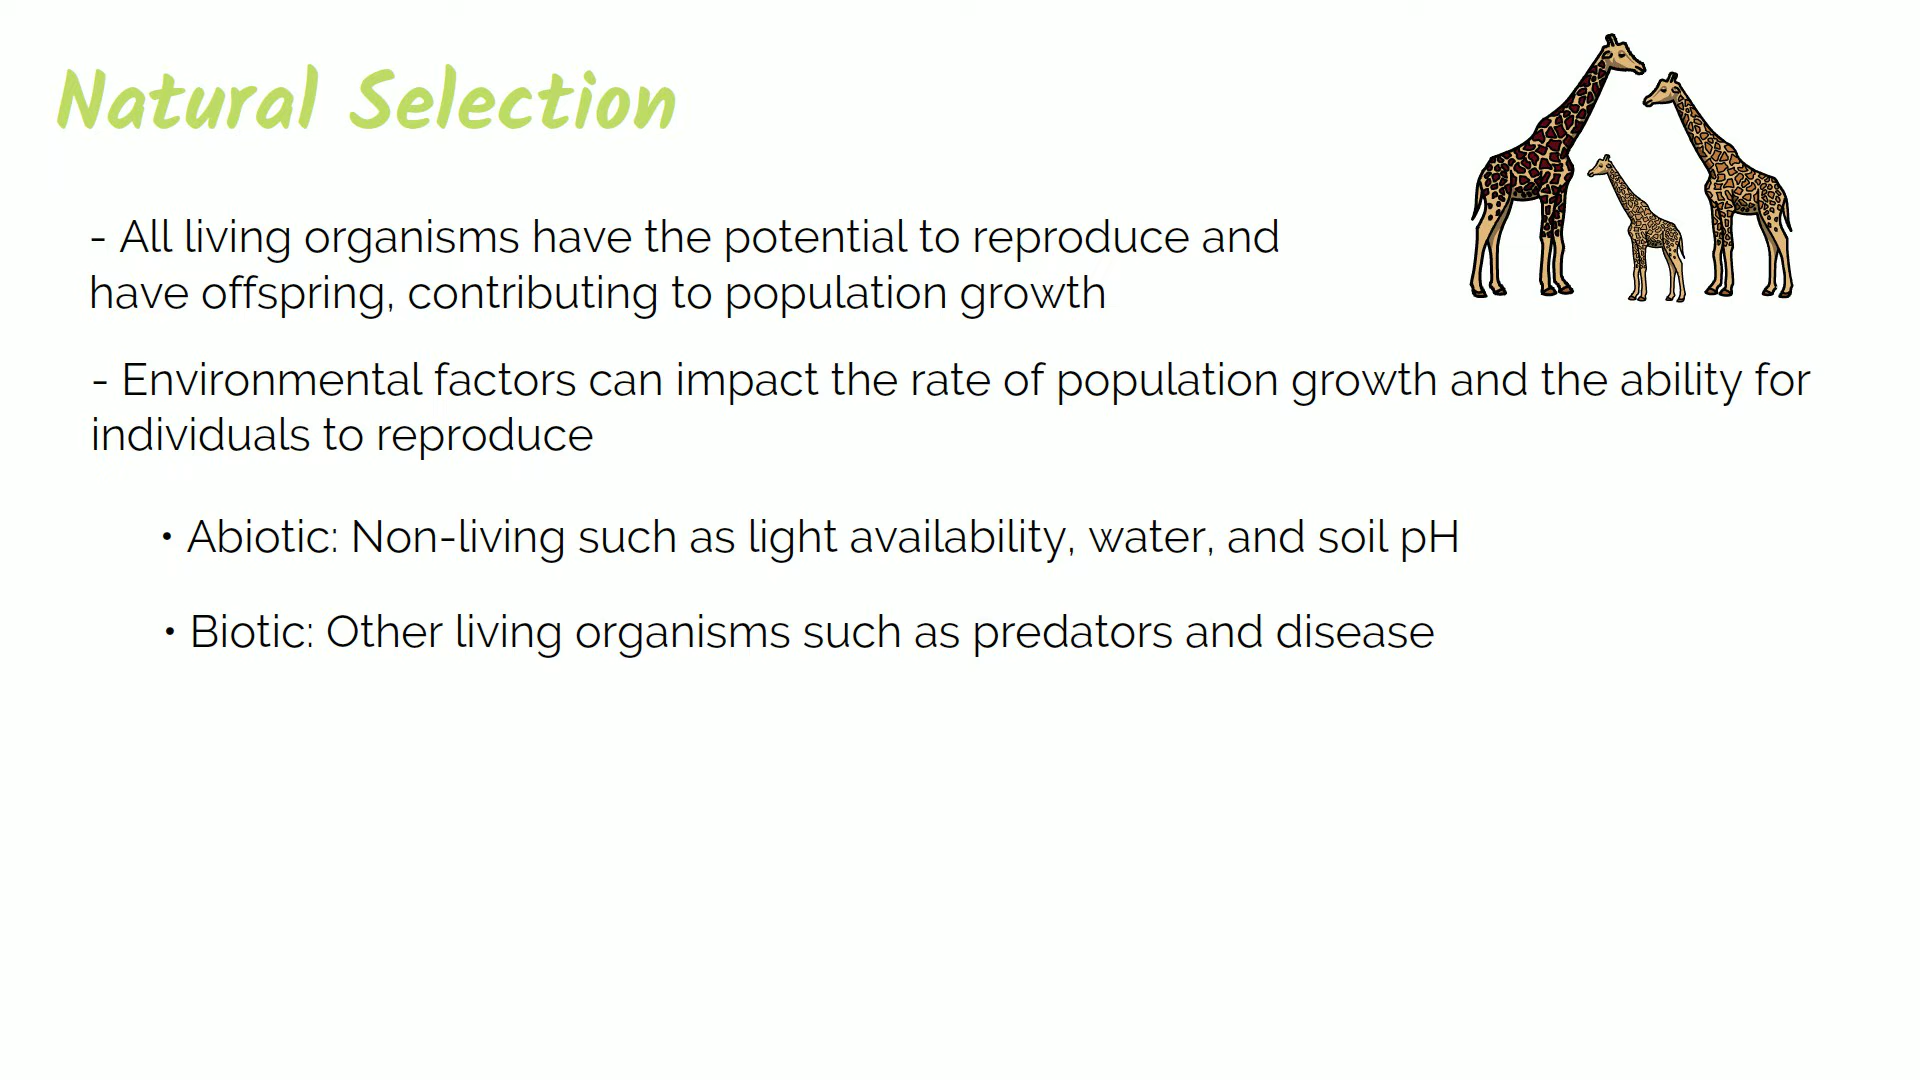 Natural Selection
- All living organisms have the potential to reproduce and
have offspring, contributing to population growth
- Environmental factors can impact the rate of population growth and the ability for
individuals to reproduce
• Abiotic: Non-living such as light availability, water, and soil pH
• Biotic: Other living organisms such as predators and disease